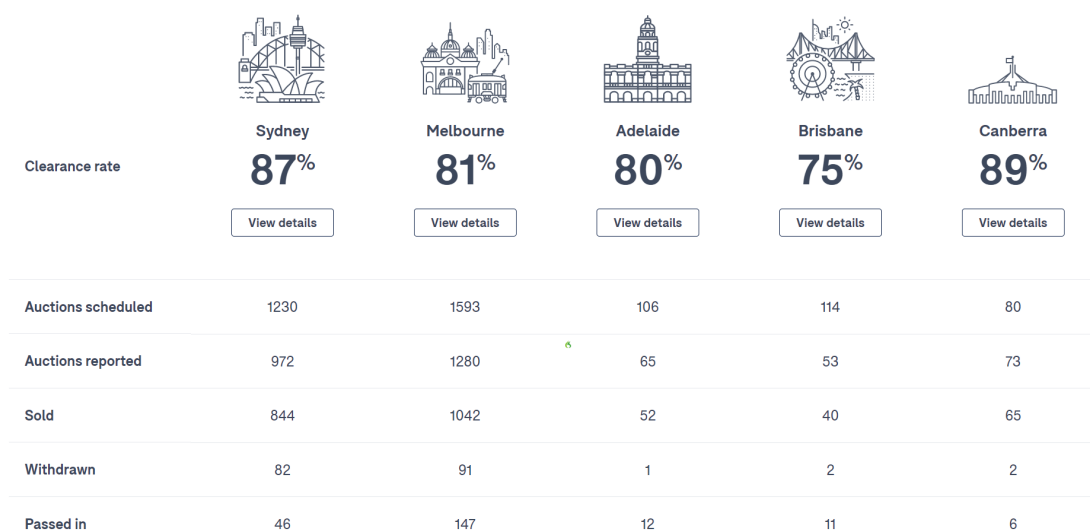 Sydney Melbourne Adelaide Brisbane Canberra
Clearance rate 87% 81% 80% 75% 89%
View details View details View details View details View details
Auctions scheduled 1230 1593 106 114 80
Auctions reported 972 1280 65 53 73
Sold 844 1042 52 40 65
Withdrawn 82 91 1 2 2
Passed in 46 147 12 11 6